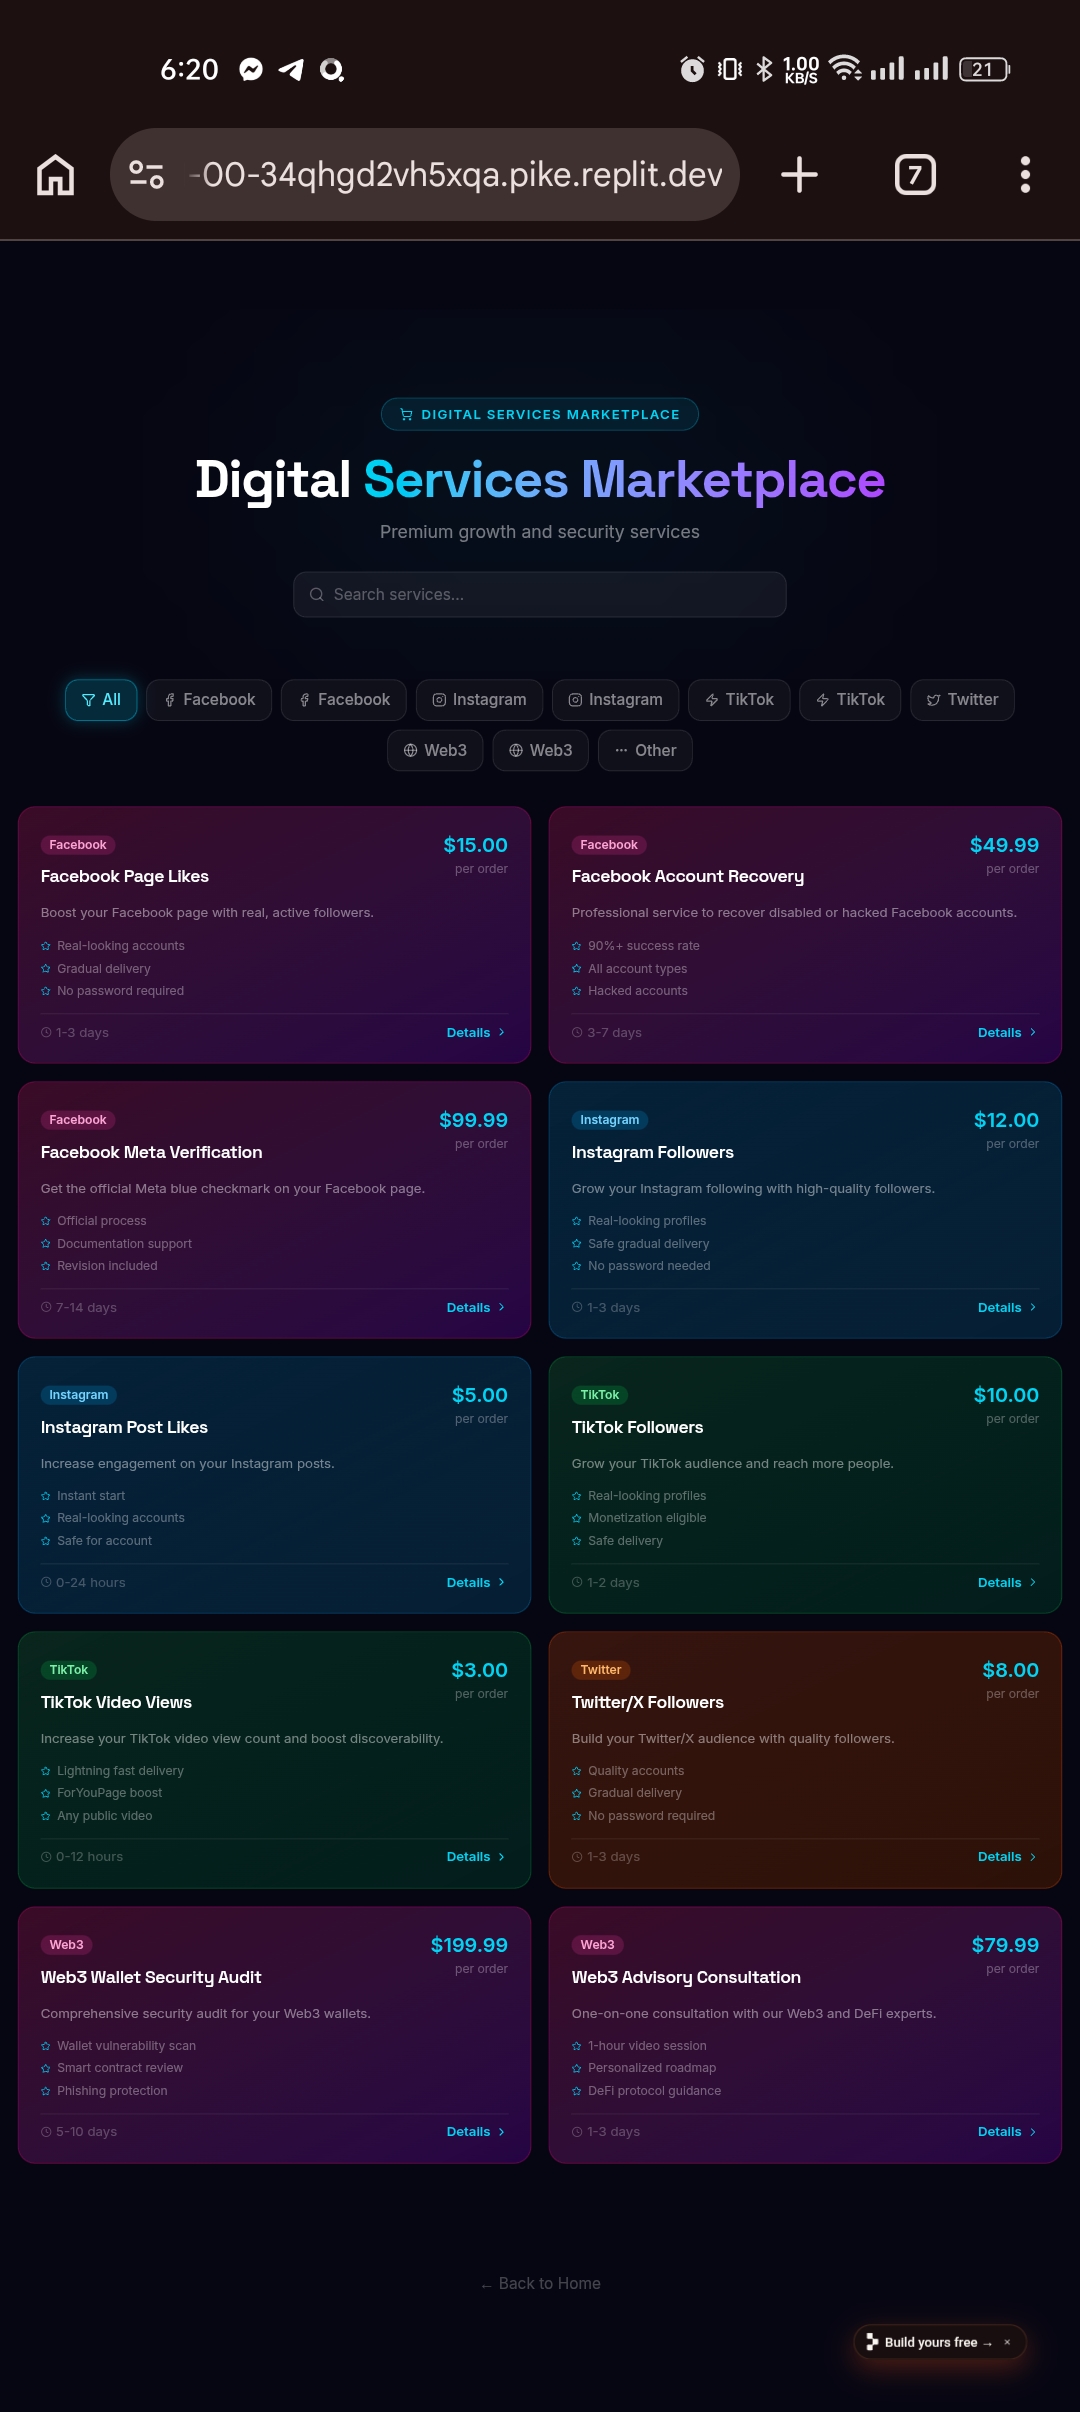 6:20
1.00
KB/S
21
-00-34qhgd2vh5xqa.pike.replit.dev
7
DIGITAL SERVICES MARKETPLACE
Digital Services Marketplace
Premium growth and security services
Search services...
All Facebook Facebook Instagram Instagram TikTok TikTok Twitter
Web3 Web3 Other
Facebook
$15.00
per order
Facebook Page Likes
Boost your Facebook page with real, active followers.
Real-looking accounts
Gradual delivery
No password required
1-3 days
Details
Facebook
$49.99
per order
Facebook Account Recovery
Professional service to recover disabled or hacked Facebook accounts.
90%+ success rate
All account types
Hacked accounts
3-7 days
Details
Facebook
$99.99
per order
Facebook Meta Verification
Get the official Meta blue checkmark on your Facebook page.
Official process
Documentation support
Revision included
7-14 days
Details
Instagram
$12.00
per order
Instagram Followers
Grow your Instagram following with high-quality followers.
Real-looking profiles
Safe gradual delivery
No password needed
1-3 days
Details
Instagram
$5.00
per order
Instagram Post Likes
Increase engagement on your Instagram posts.
Instant start
Real-looking accounts
Safe for account
0-24 hours
Details
TikTok
$10.00
per order
TikTok Followers
Grow your TikTok audience and reach more people.
Real-looking profiles
Monetization eligible
Safe delivery
1-2 days
Details
TikTok
$3.00
per order
TikTok Video Views
Increase your TikTok video view count and boost discoverability.
Lightning fast delivery
ForYouPage boost
Any public video
0-12 hours
Details
Twitter
$8.00
per order
Twitter/X Followers
Build your Twitter/X audience with quality followers.
Quality accounts
Gradual delivery
No password required
1-3 days
Details
Web3
$199.99
per order
Web3 Wallet Security Audit
Comprehensive security audit for your Web3 wallets.
Wallet vulnerability scan
Smart contract review
Phishing protection
5-10 days
Details
Web3
$79.99
per order
Web3 Advisory Consultation
One-on-one consultation with our Web3 and DeFi experts.
1-hour video session
Personalized roadmap
DeFi protocol guidance
1-3 days
Details
← Back to Home
Build yours free → ×